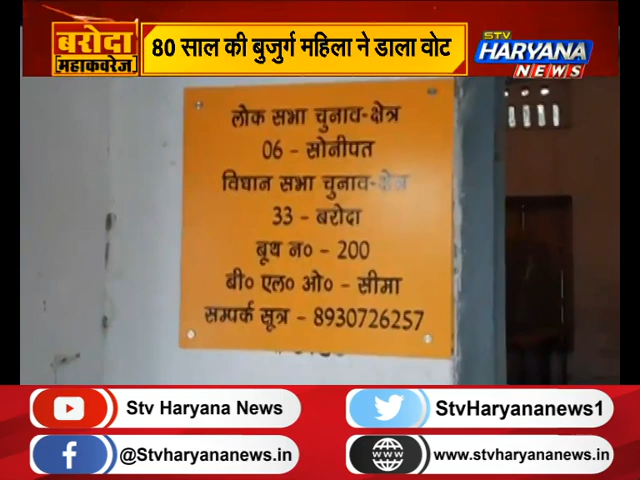 बरोदा
महाकवरेज
80 साल की बुजुर्ग महिला ने डाला वोट
STV
HARYANA
NEWS
लोक सभा चुनाव-क्षेत्र
06 - सोनीपत
विधान सभा चुनाव-क्षेत्र
33 - बरोदा
बूथ न० - 200
बी० एल० ओ० - सीमा
सम्पर्क सूत्र - 8930726257
Stv Haryana News
StvHaryananews1
@Stvharyananews.in
www.stvharyananews.in